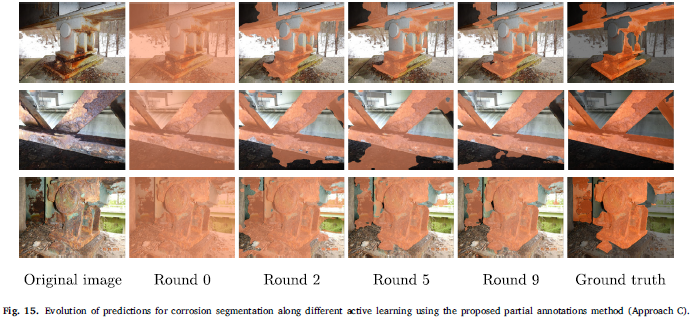 Original image Round 0 Round 2 Round 5 Round 9 Ground truth
Fig. 15. Evolution of predictions for corrosion segmentation along different active learning using the proposed partial annotations method (Approach C).